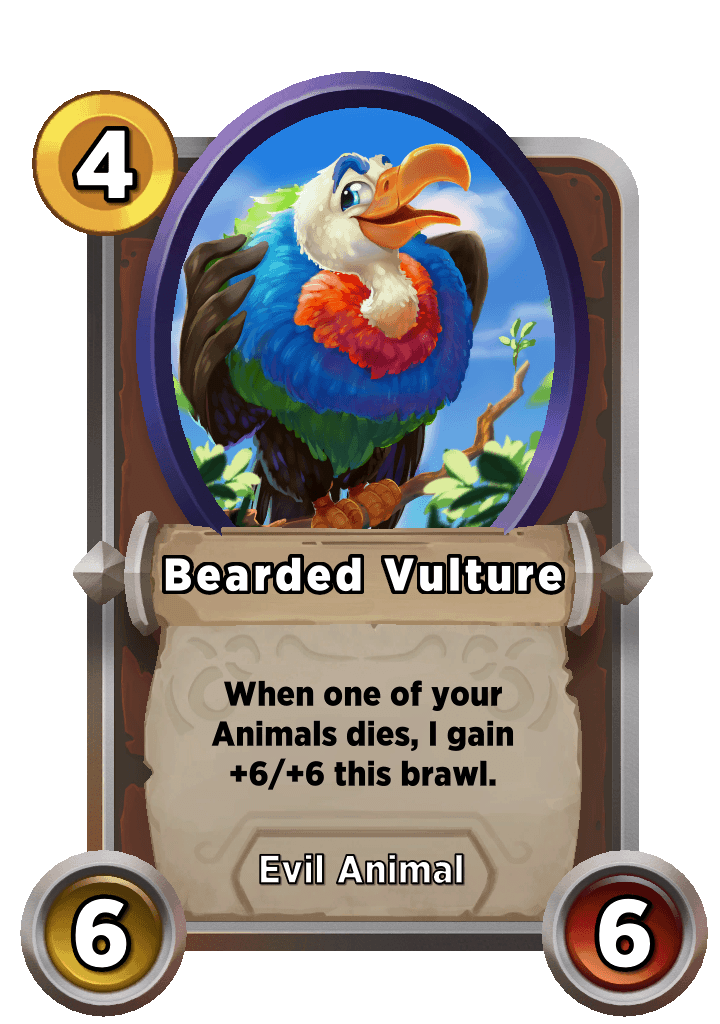 4
Bearded Vulture
When one of your
Animals dies, I gain
+6/+6 this brawl.
Evil Animal
6
6